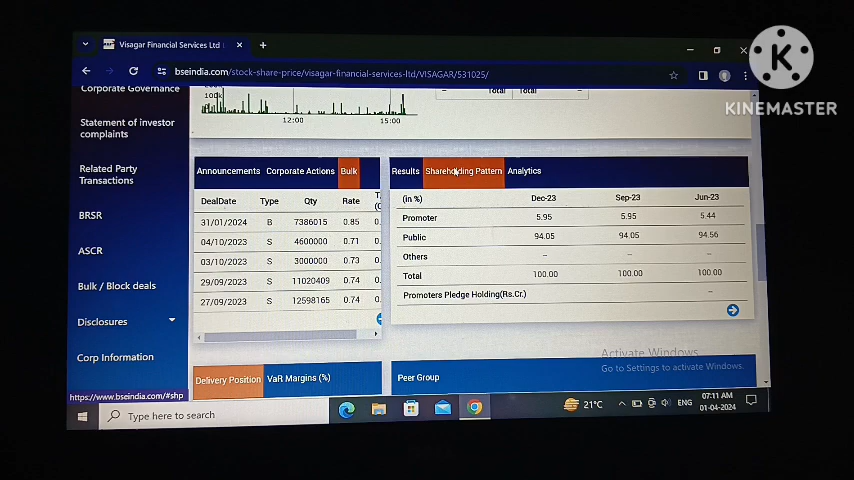 Visagar Financial Services Ltd
bseindia.com/stock-share-price/visagar-financial-services-ltd/VISAGAR/531025/
K
KINEMASTER
Corporate Governance
Statement of investor
complaints
Related Party
Transactions
BRSR
ASCR
Bulk / Block deals
Disclosures
Corp Information
https://www.bseindia.com/#shp
100k
12:00 15:00
Total Total
Announcements Corporate Actions Bulk
DealDate Type Qty Rate
31/01/2024 B 7386015 0.85 0.
04/10/2023 S 4600000 0.71 0.
03/10/2023 S 3000000 0.73 0.
29/09/2023 S 11020409 0.74 0.
27/09/2023 S 12598165 0.74 0.
Results Shareholding Pattern Analytics
(in %) Dec-23 Sep-23 Jun-23
Promoter 5.95 5.95 5.44
Public 94.05 94.05 94.56
Others -- -- --
Total 100.00 100.00 100.00
Promoters Pledge Holding(Rs.Cr.) --
Delivery Position VaR Margins (%)
Peer Group
Activate Windows
Go to Settings to activate Windows.
Type here to search
21°C
ENG
07:11 AM
01-04-2024